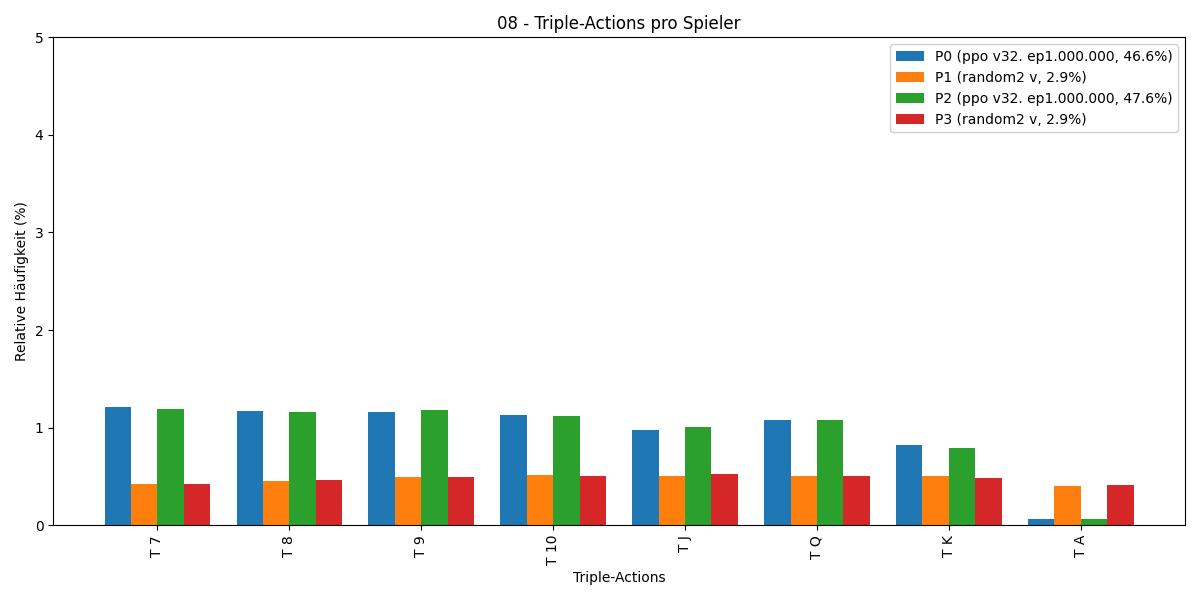 08 - Triple-Actions pro Spieler
P0 (ppo v32. ep1.000.000, 46.6%)
P1 (random2 v, 2.9%)
P2 (ppo v32. ep1.000.000, 47.6%)
P3 (random2 v, 2.9%)
Relative Häufigkeit (%)
5
4
3
2
1
0
T 7
T 8
T 9
T 10
T J
T Q
T K
T A
Triple-Actions